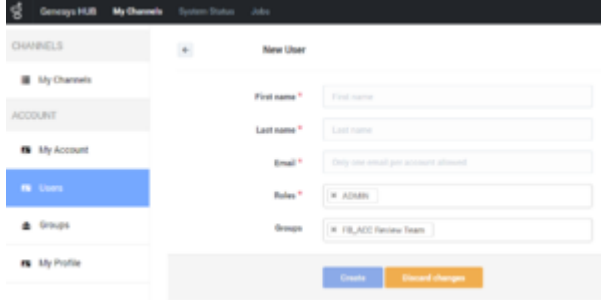 Genesys HUB My Channels System Status Jobs
CHANNELS
My Channels
ACCOUNT
My Account
Users
Groups
My Profile
New User
First name * First name
Last name * Last name
Email * Only one email per account allowed
Roles * × ADMIN
Groups × FB_ACC Review Team
Create Discard changes